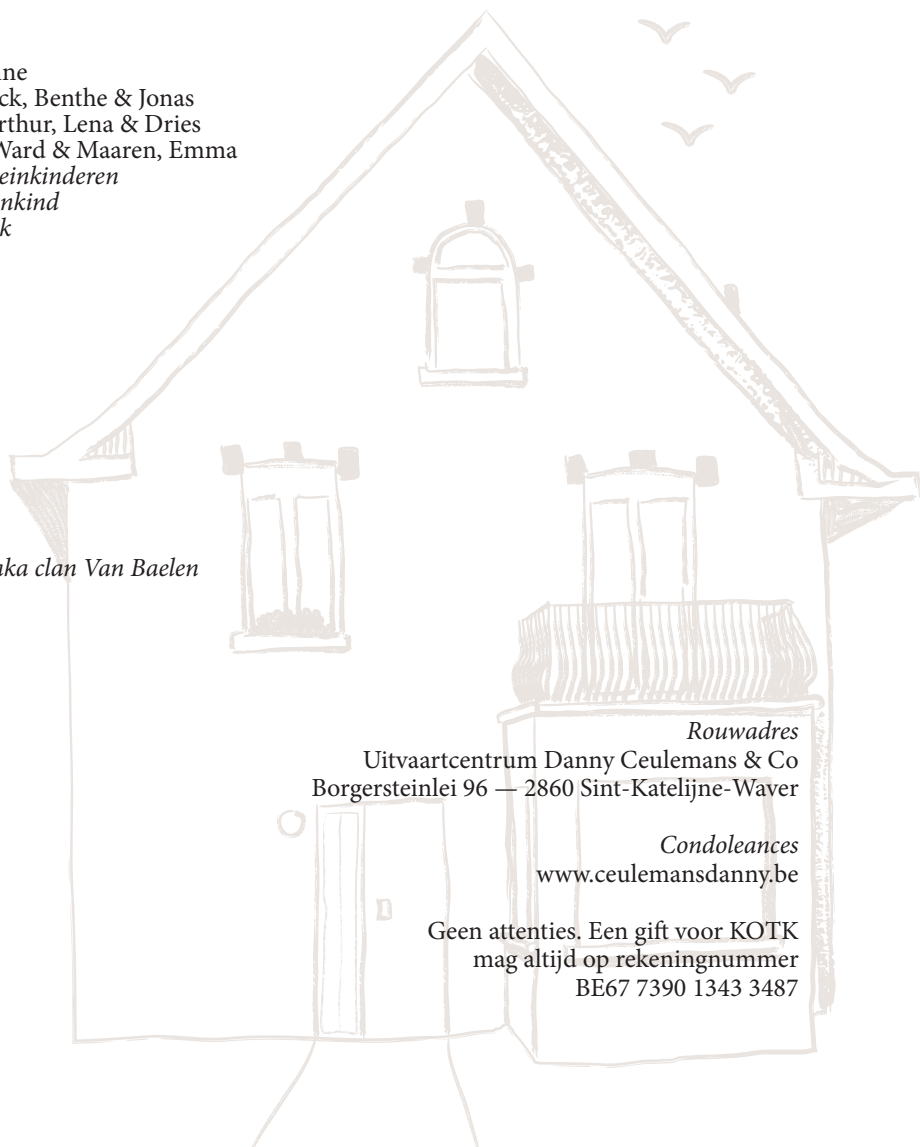 ck, Benthe & Jonas
rthur, Lena & Dries
Ward & Maaren, Emma
einkinderen
nkind
k
ka clan Van Baelen
Rouwadres
Uitvaartcentrum Danny Ceulemans & Co
Borgersteinlei 96 — 2860 Sint-Katelijne-Waver
Condoleances
www.ceulemansdanny.be
Geen attenties. Een gift voor KOTK
mag altijd op rekeningnummer
BE67 7390 1343 3487